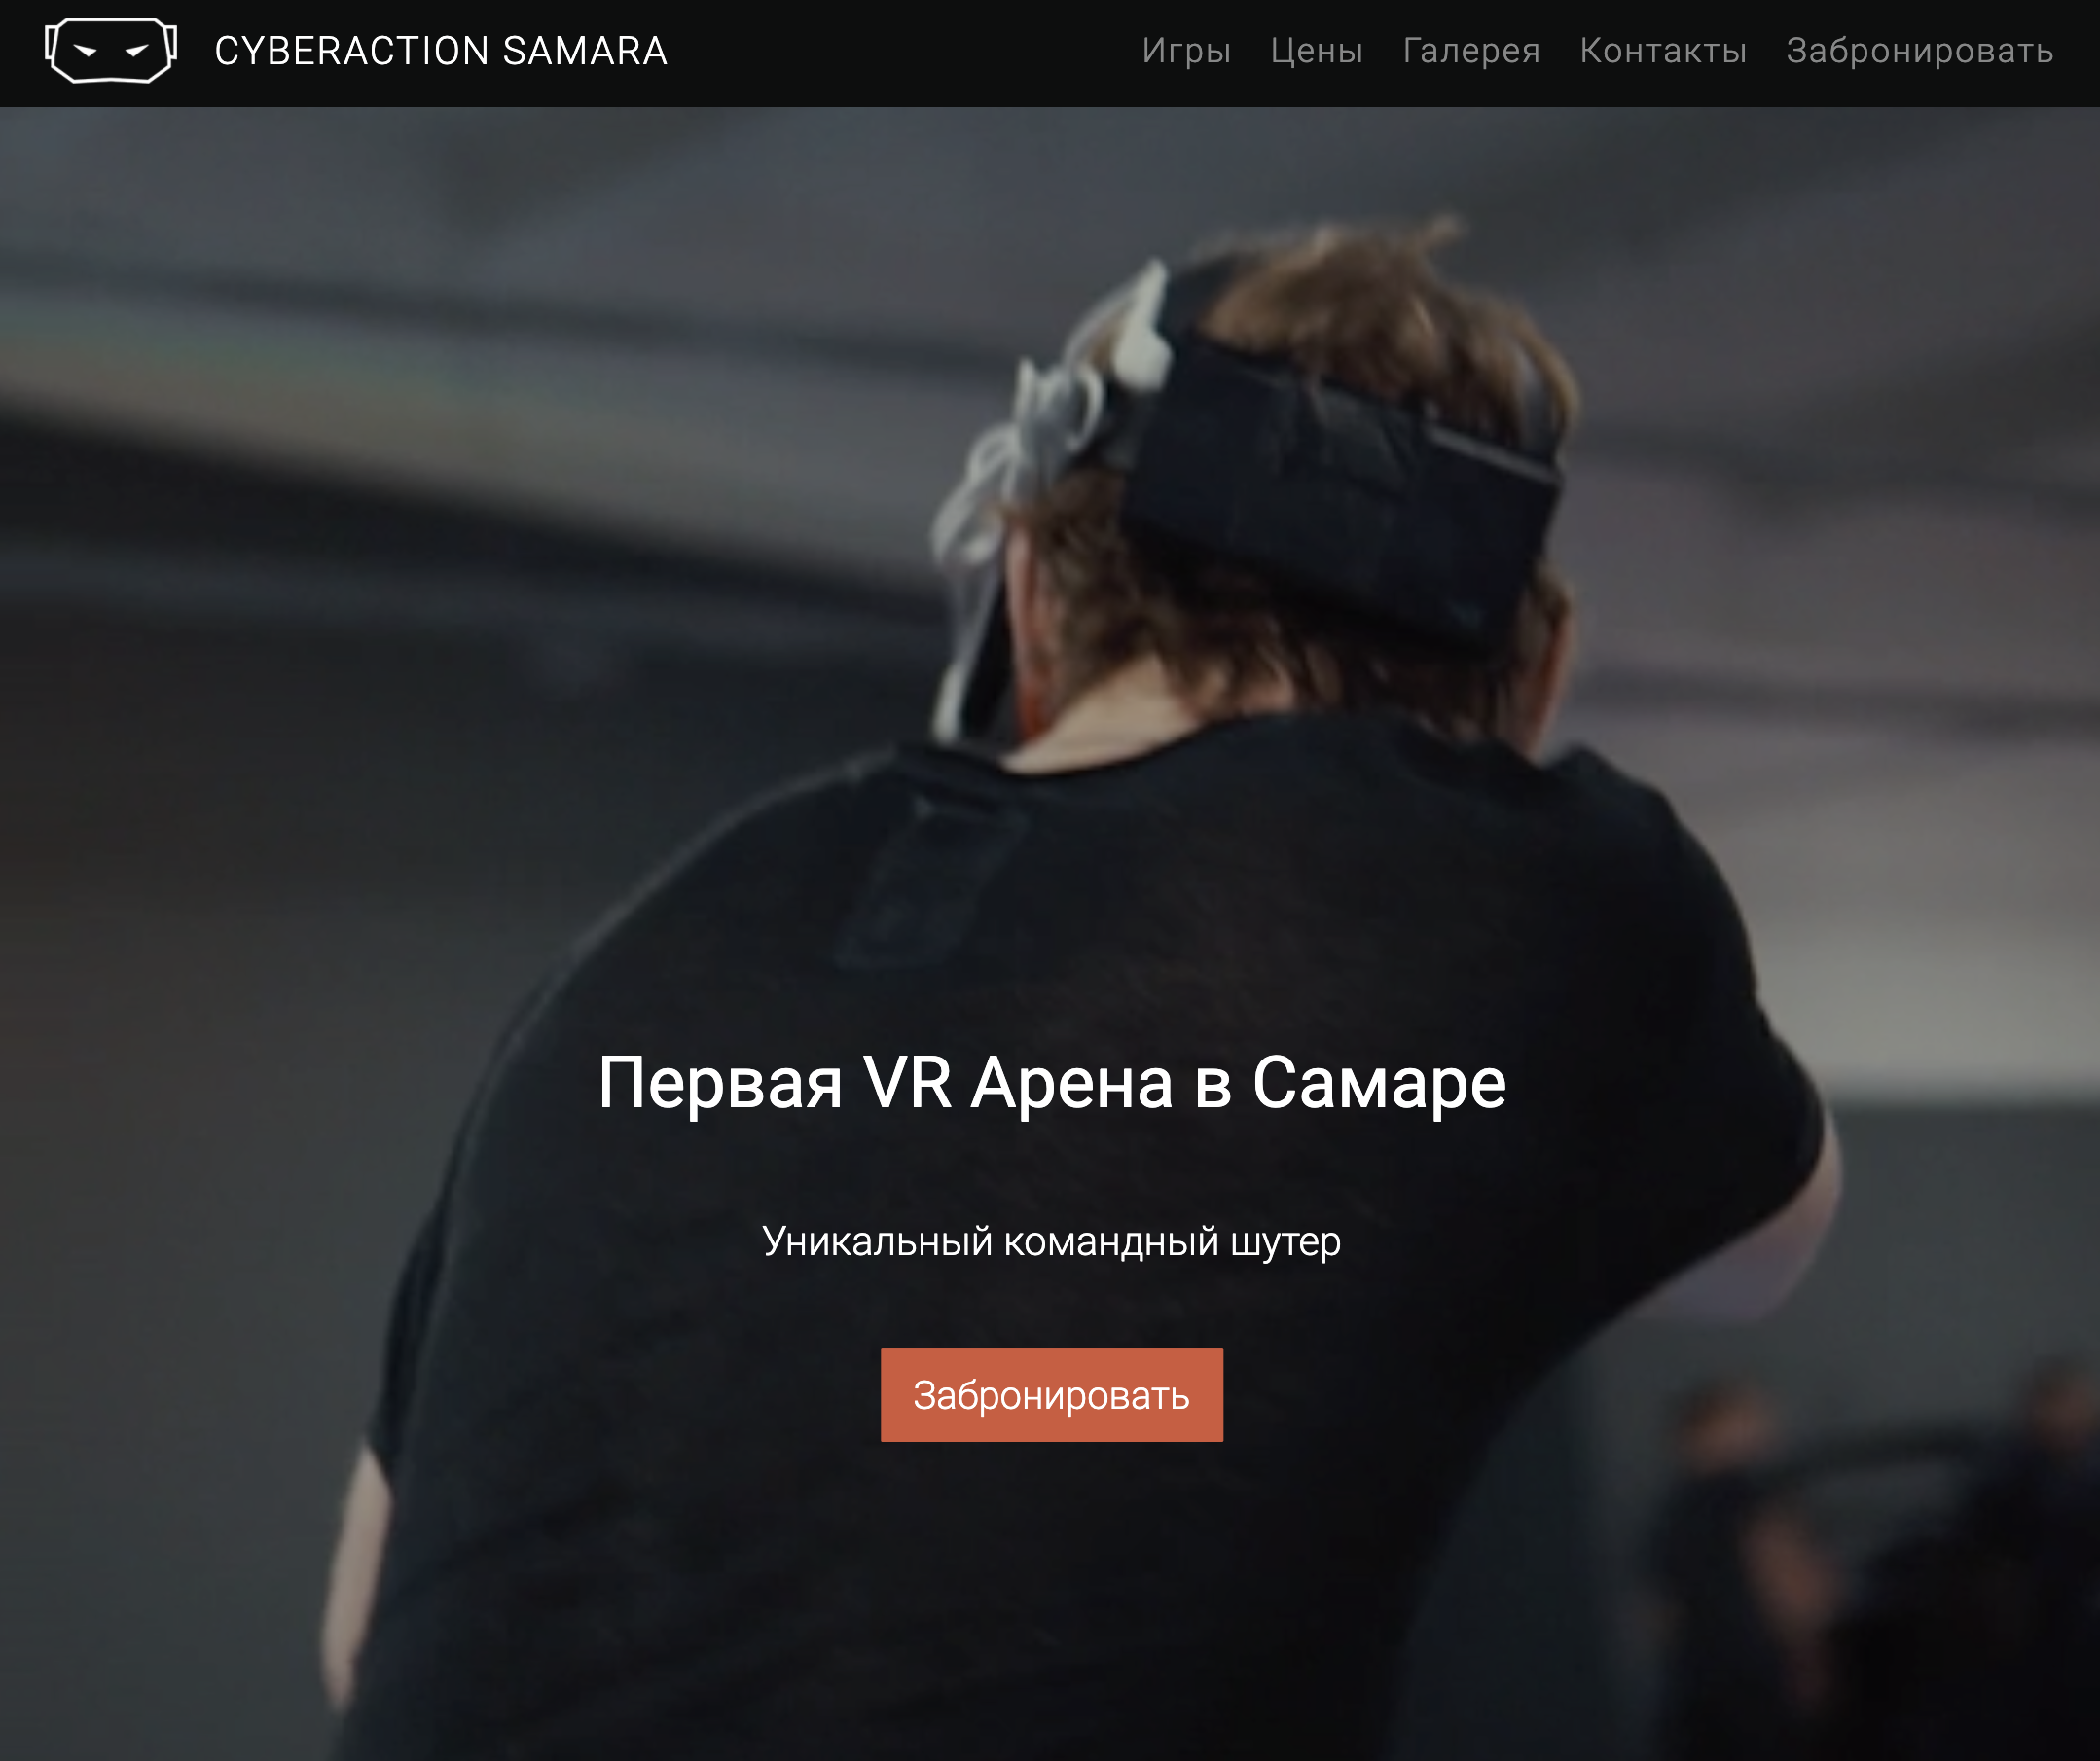 CYBERACTION SAMARA
Игры Цены Галерея Контакты Забронировать
Первая VR Арена в Самаре
Уникальный командный шутер
Забронировать